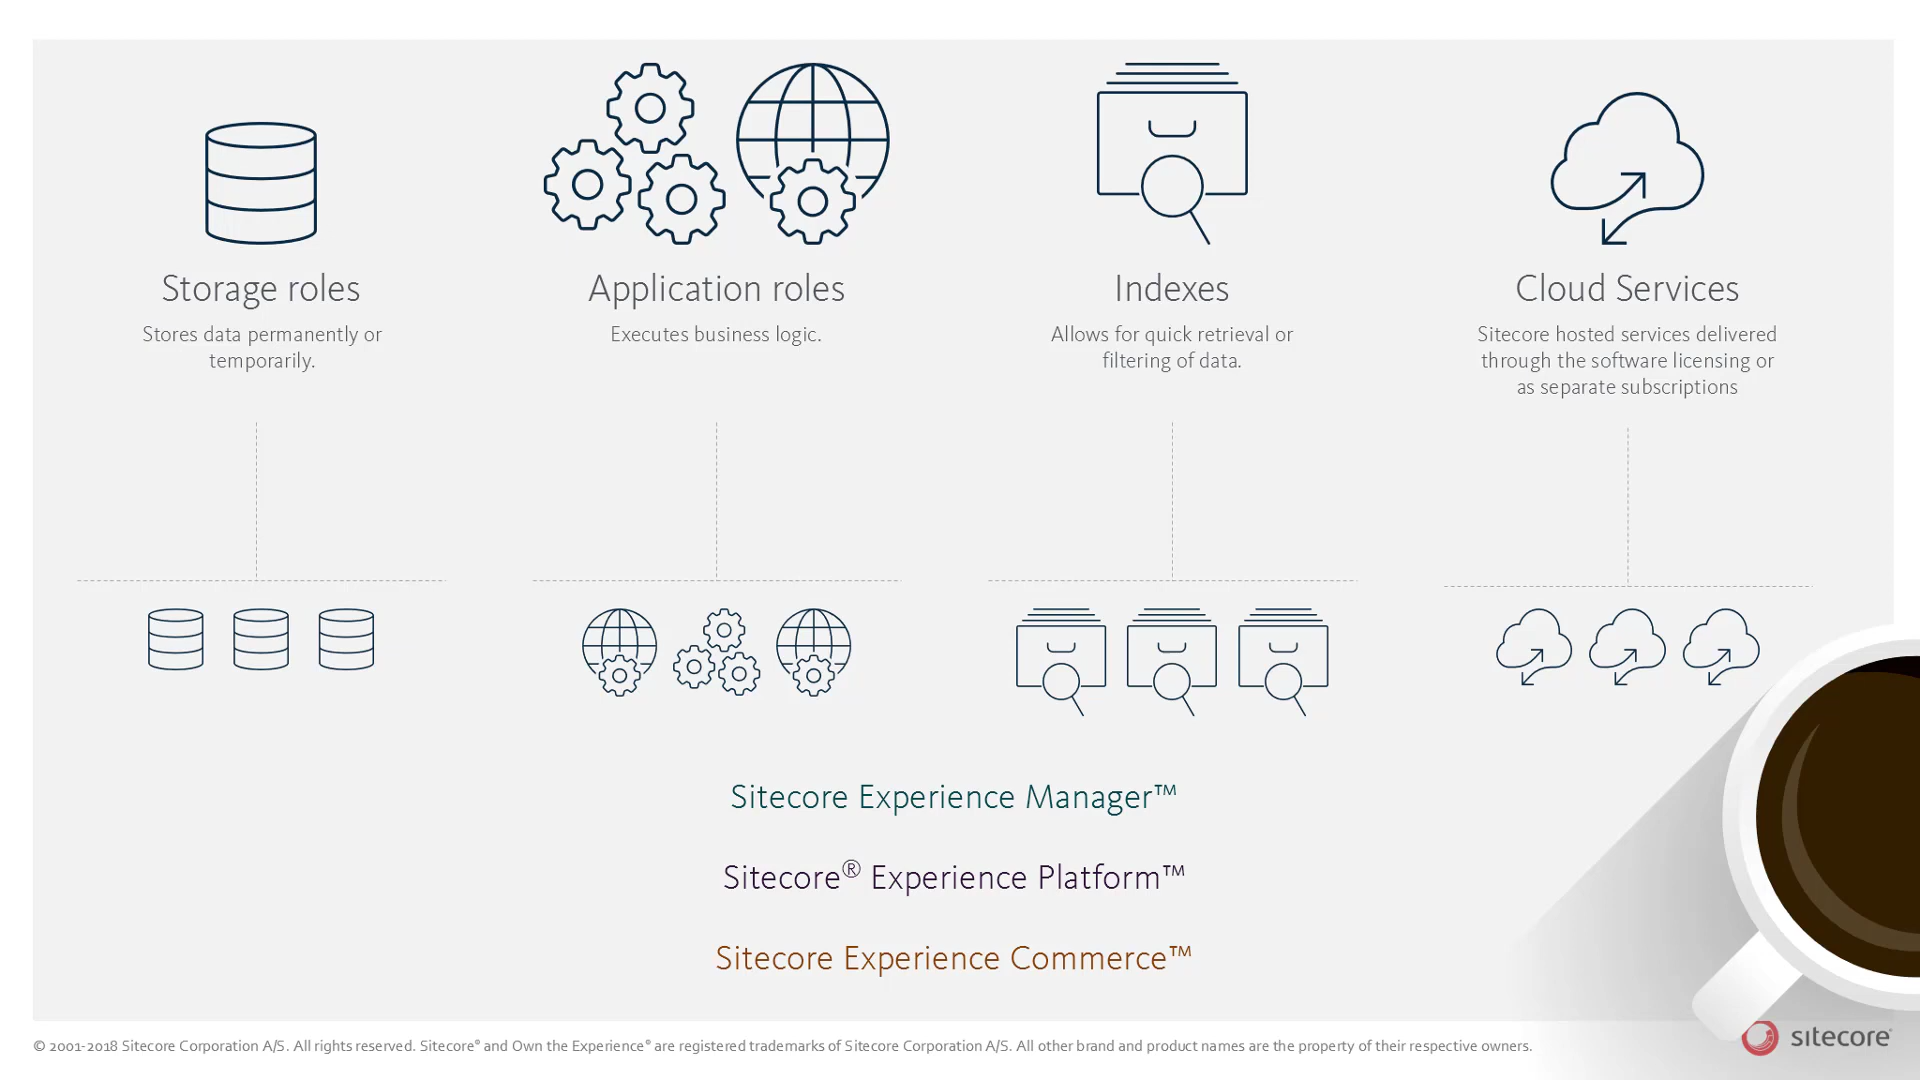 Storage roles
Stores data permanently or
temporarily.
Application roles
Executes business logic.
Indexes
Allows for quick retrieval or
filtering of data.
Cloud Services
Sitecore hosted services delivered
through the software licensing or
as separate subscriptions
Sitecore Experience Manager™
Sitecore® Experience Platform™
Sitecore Experience Commerce™
© 2001-2018 Sitecore Corporation A/S. All rights reserved. Sitecore® and Own the Experience® are registered trademarks of Sitecore Corporation A/S. All other brand and product names are the property of their respective owners.
sitecore®